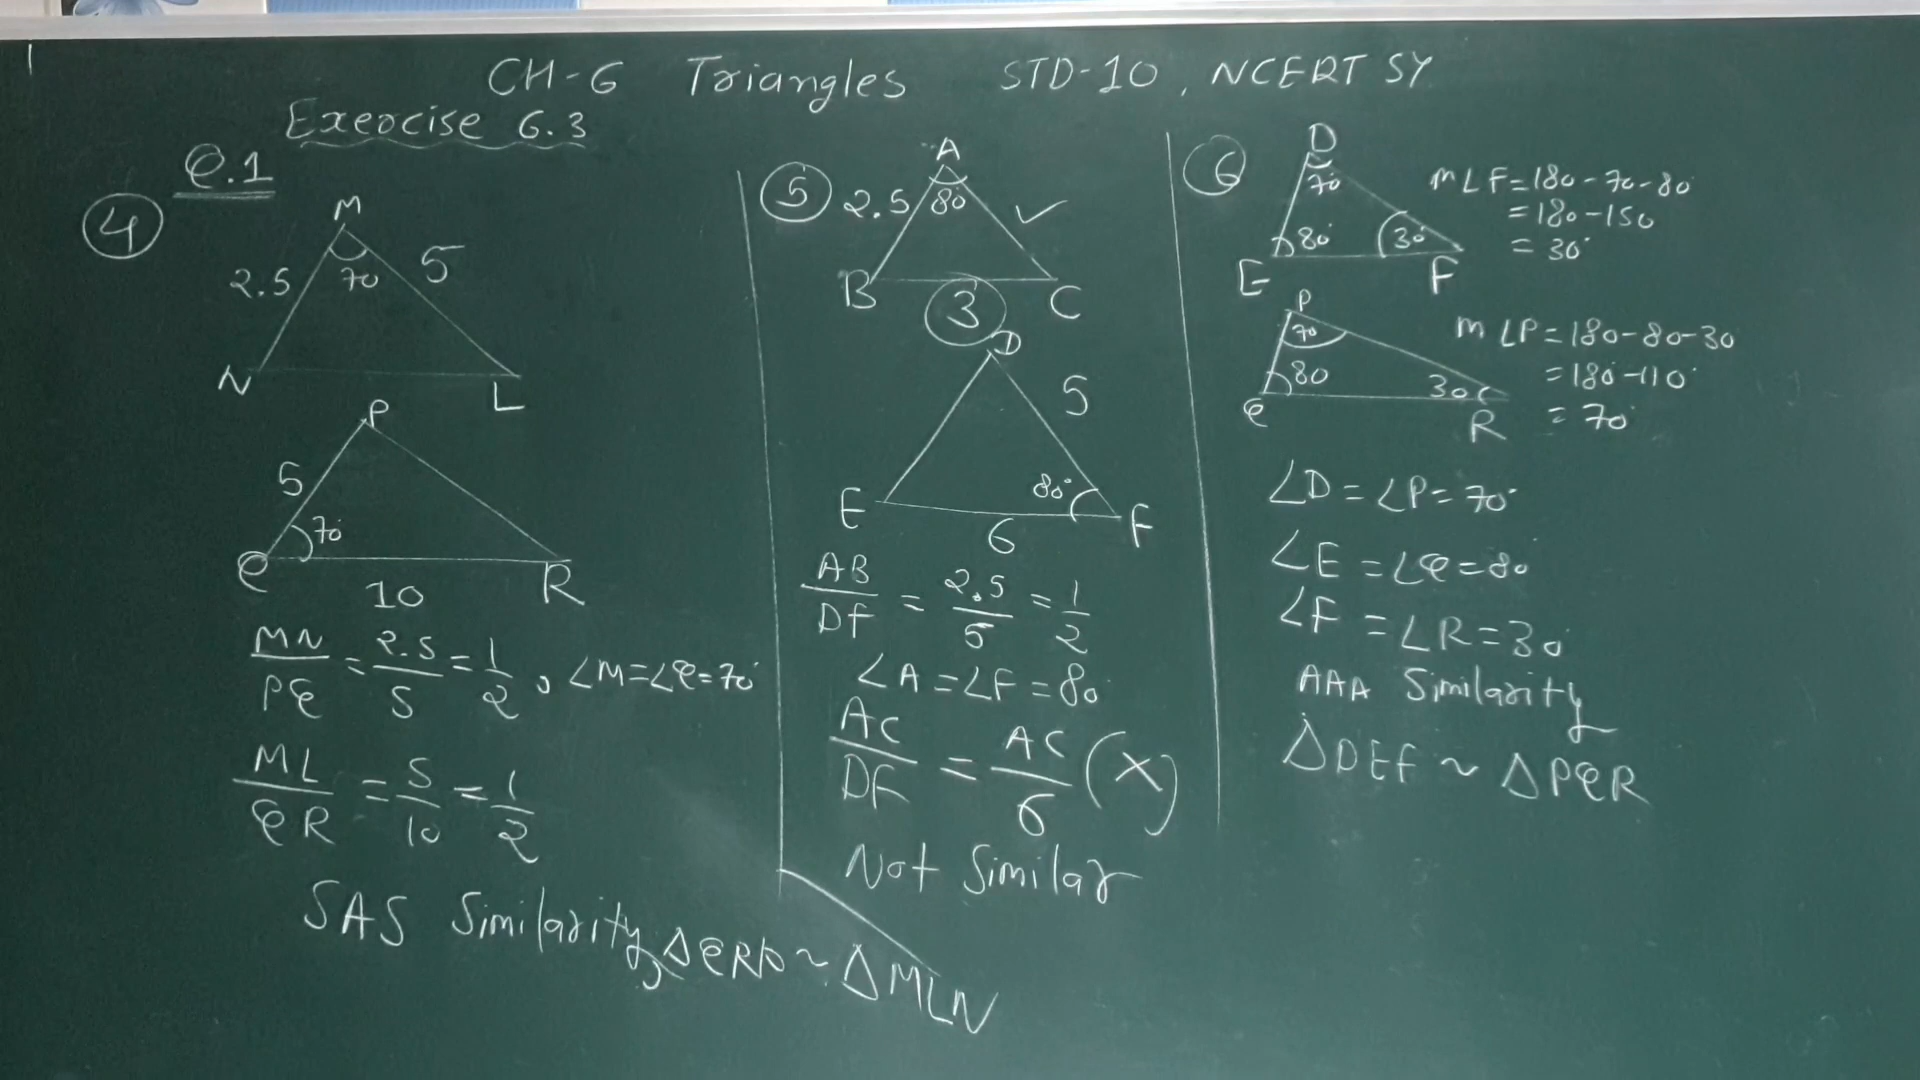 CH-6 Triangles STD-10, NCERT SY
Exercise 6.3
Q.1
4
M
2.5 70 5
N L
P
5
70°
Q 10 R
MN/PQ = 2.5/5 = 1/2, ∠M=∠Q=70°
ML/QR = 5/10 = 1/2
SAS Similarity, ΔQRP ~ ΔMLN
5
A
2.5 80° ✓
B 3 C
D
5
80°
E 6 F
AB/DF = 2.5/5 = 1/2
∠A = ∠F = 80°
AC/DF = AC/6 (X)
Not Similar
6
D
70°
80° 30°
E F
m∠F = 180-70-80°
= 180-150
= 30°
P
70
80 30
Q R
m∠P = 180-80-30
= 180-110°
= 70°
∠D = ∠P = 70°
∠E = ∠Q = 80°
∠F = ∠R = 30°
AAA Similarity
ΔDEF ~ ΔPQR